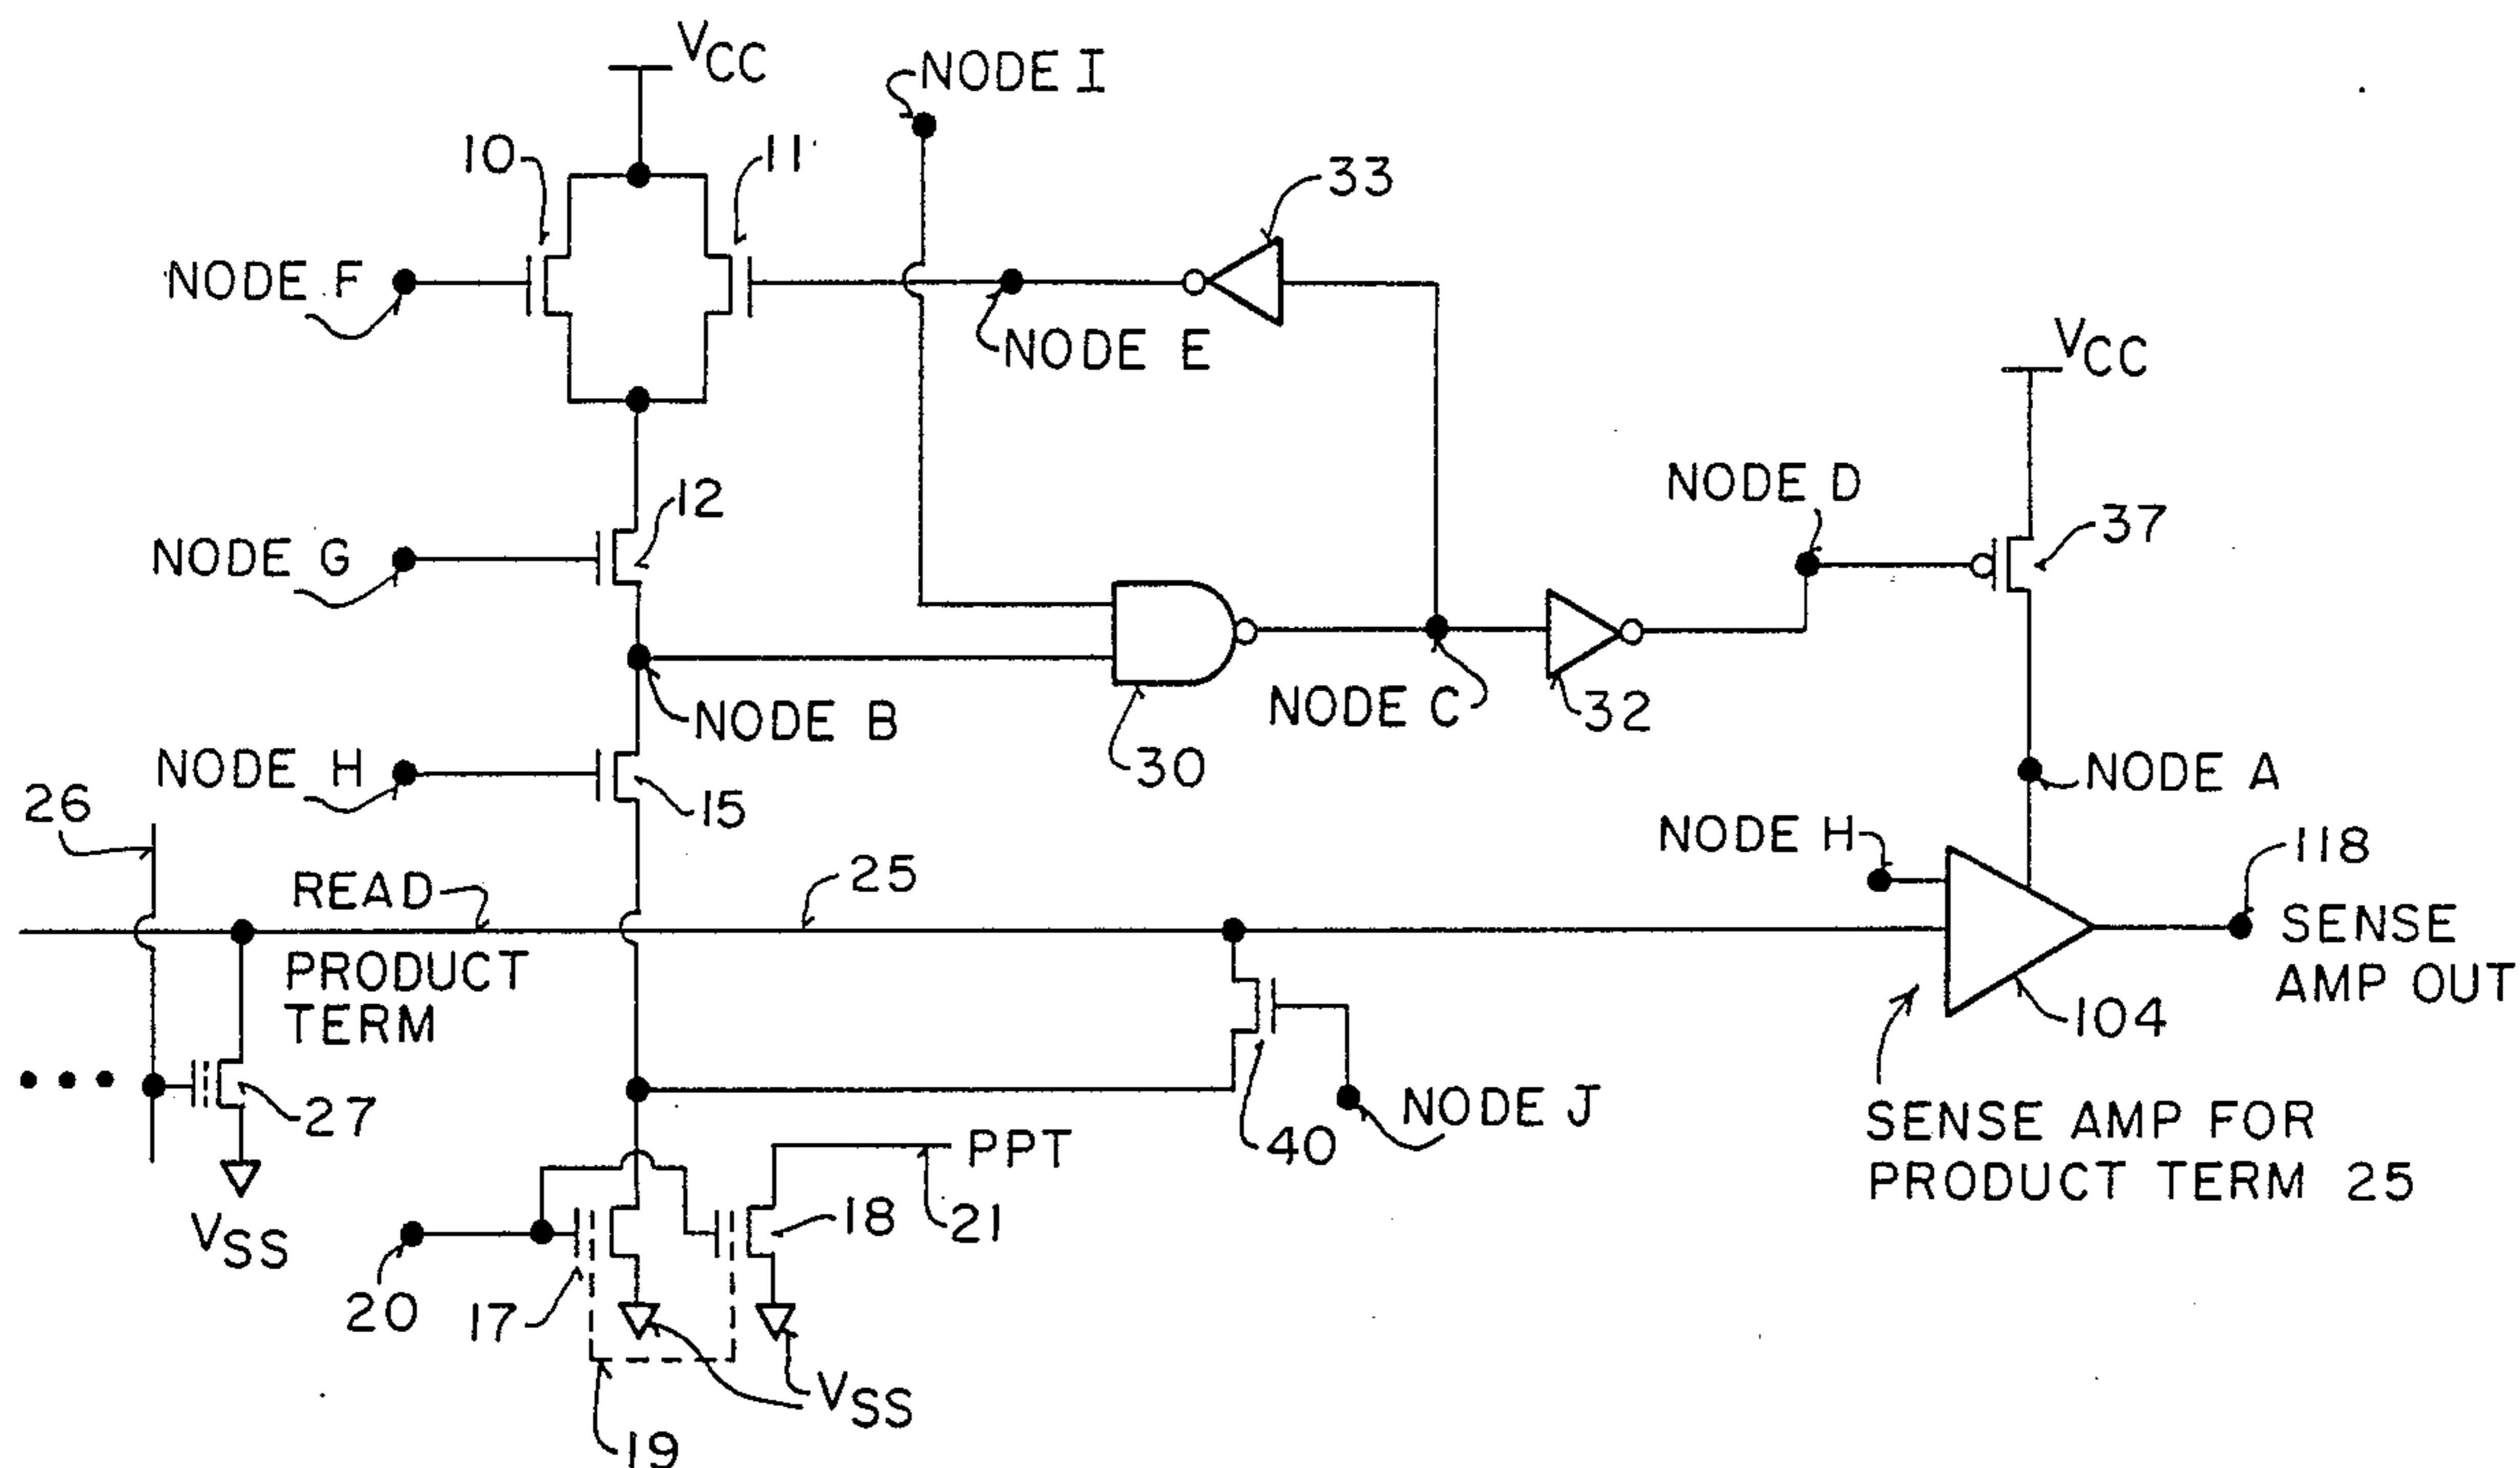 VCC
NODE I
10
11
33
NODE F
NODE E
VCC
12
NODE D
37
NODE G
NODE B
NODE C
32
30
NODE A
NODE H
15
26
NODE H
118
READ
25
SENSE
AMP OUT
PRODUCT
TERM
104
27
NODE J
40
SENSE AMP FOR
PRODUCT TERM 25
PPT
18
21
VSS
20
17
VSS
19